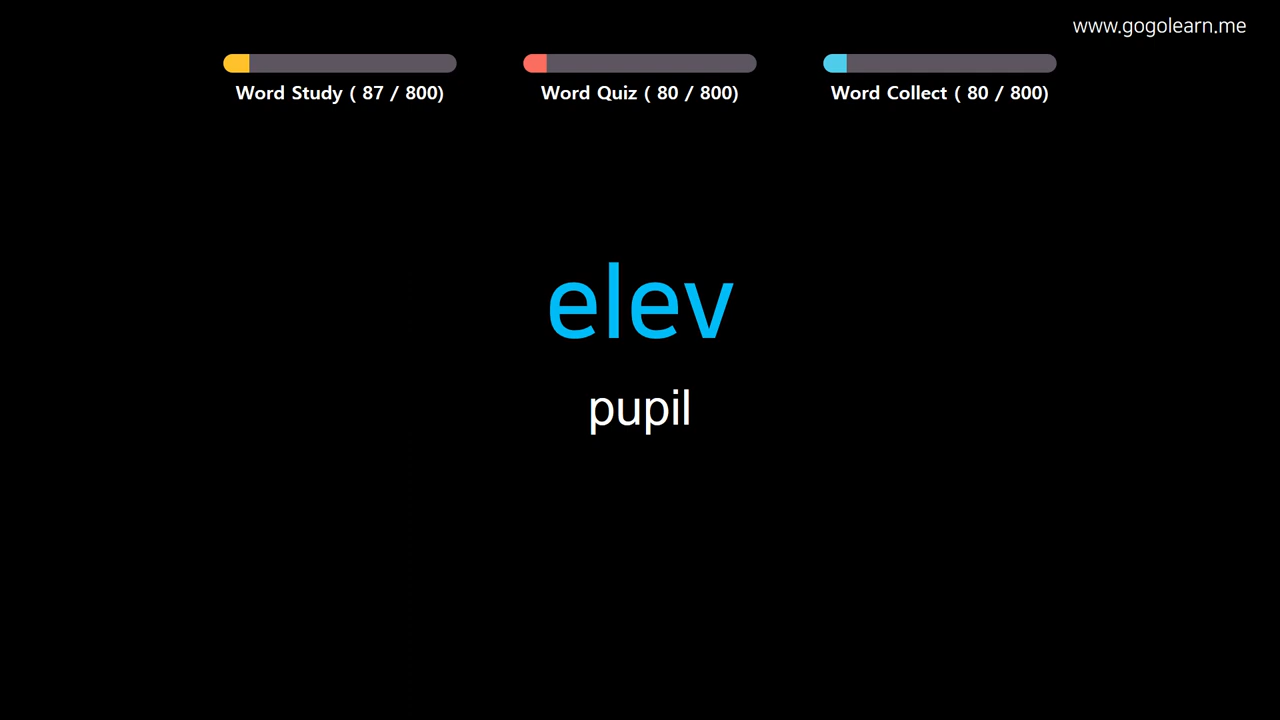 www.gogolearn.me
Word Study ( 87 / 800)
Word Quiz ( 80 / 800)
Word Collect ( 80 / 800)
elev
pupil